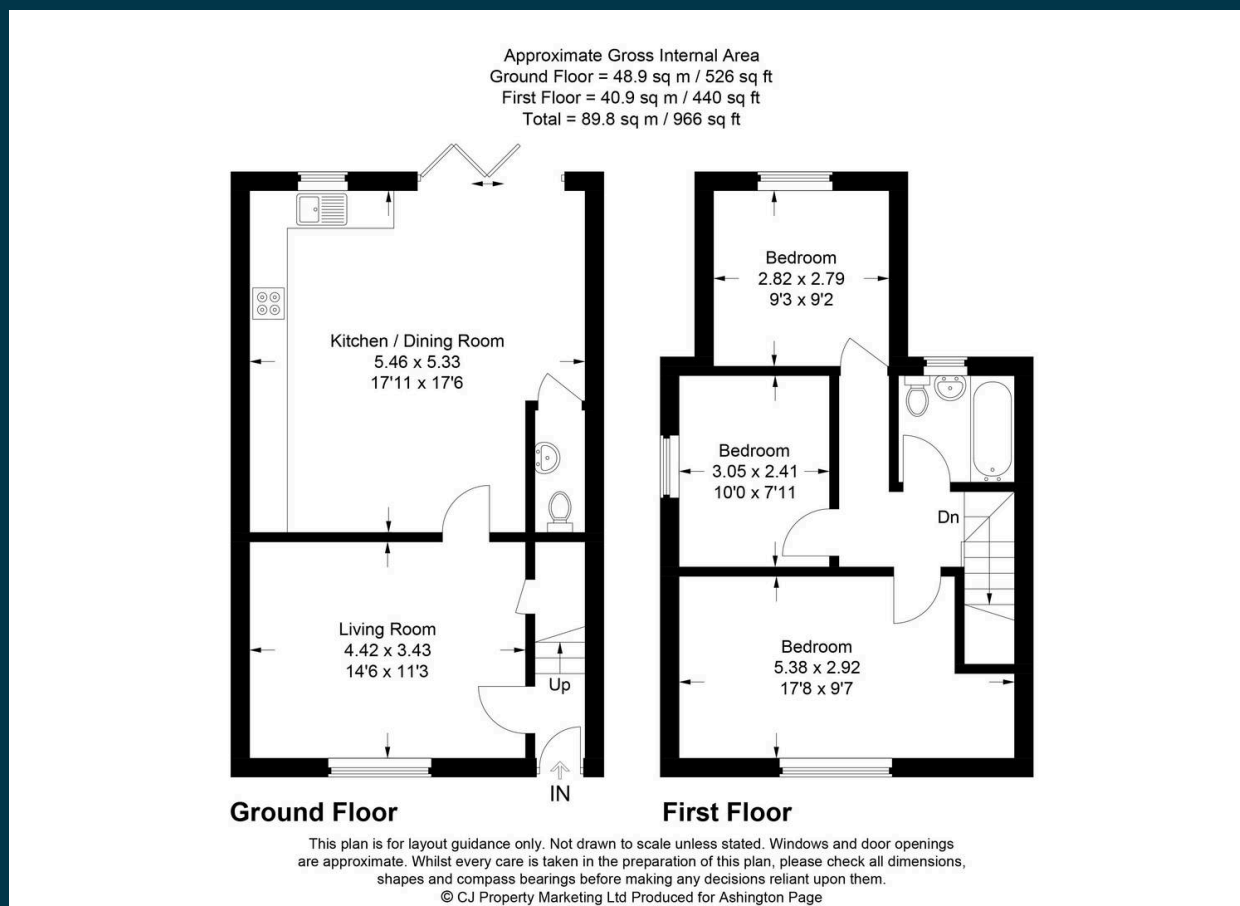 Approximate Gross Internal Area
Ground Floor = 48.9 sq m / 526 sq ft
First Floor = 40.9 sq m / 440 sq ft
Total = 89.8 sq m / 966 sq ft
Kitchen / Dining Room
5.46 x 5.33
17'11 x 17'6
Living Room
4.42 x 3.43
14'6 x 11'3
Up
IN
Ground Floor
Bedroom
2.82 x 2.79
9'3 x 9'2
Bedroom
3.05 x 2.41
10'0 x 7'11
Dn
Bedroom
5.38 x 2.92
17'8 x 9'7
First Floor
This plan is for layout guidance only. Not drawn to scale unless stated. Windows and door openings
are approximate. Whilst every care is taken in the preparation of this plan, please check all dimensions,
shapes and compass bearings before making any decisions reliant upon them.
© CJ Property Marketing Ltd Produced for Ashington Page